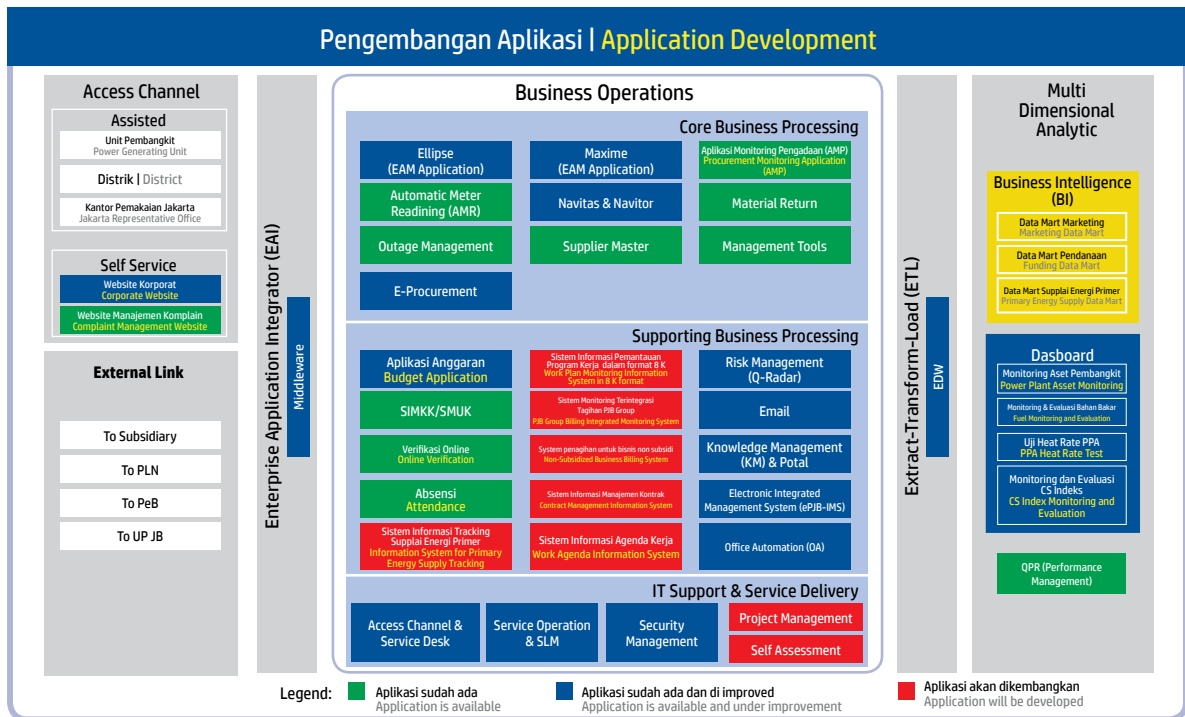 Pengembangan Aplikasi | Application Development
Access Channel
Assisted
Unit Pembangkit
Power Generating Unit
Distrik | District
Kantor Pemakaian Jakarta
Jakarta Representative Office
Self Service
Website Korporat
Corporate Website
Website Manajemen Komplain
Complaint Management Website
External Link
To Subsidiary
To PLN
To PeB
To UP JB
Enterprise Application Integrator (EAI)
Middleware
Business Operations
Core Business Processing
Ellipse
(EAM Application)
Maxime
(EAM Application)
Aplikasi Monitoring Pengadaan (AMP)
Procurement Monitoring Application
(AMP)
Automatic Meter
Readining (AMR)
Navitas & Navitor
Material Return
Outage Management
Supplier Master
Management Tools
E-Procurement
Supporting Business Processing
Aplikasi Anggaran
Budget Application
Sistem Informasi Pemantauan
Program Kerja dalam format 8 K
Work Plan Monitoring Information
System in 8 K format
Risk Management
(Q-Radar)
SIMKK/SMUK
Sistem Monitoring Terintegrasi
Tagihan PJB Group
PJB Group Billing Integrated Monitoring System
Email
Verifikasi Online
Online Verification
System penagihan untuk bisnis non subsidi
Non-Subsidized Business Billing System
Knowledge Management
(KM) & Potal
Absensi
Attendance
Sistem Informasi Manajemen Kontrak
Contract Management Information System
Electronic Integrated
Management System (ePJB-IMS)
Sistem Informasi Tracking
Supplai Energi Primer
Information System for Primary
Energy Supply Tracking
Sistem Informasi Agenda Kerja
Work Agenda Information System
Office Automation (OA)
IT Support & Service Delivery
Access Channel &
Service Desk
Service Operation
& SLM
Security
Management
Project Management
Self Assessment
Extract-Transform-Load (ETL)
EDW
Multi
Dimensional
Analytic
Business Intelligence
(BI)
Data Mart Marketing
Marketing Data Mart
Data Mart Pendanaan
Funding Data Mart
Data Mart Supplai Energi Primer
Primary Energy Supply Data Mart
Dasboard
Monitoring Aset Pembangkit
Power Plant Asset Monitoring
Monitoring & Evaluasi Bahan Bakar
Fuel Monitoring and Evaluation
Uji Heat Rate PPA
PPA Heat Rate Test
Monitoring dan Evaluasi
CS Indeks
CS Index Monitoring and
Evaluation
QPR (Performance
Management)
Legend:
Aplikasi sudah ada
Application is available
Aplikasi sudah ada dan di improved
Application is available and under improvement
Aplikasi akan dikembangkan
Application will be developed